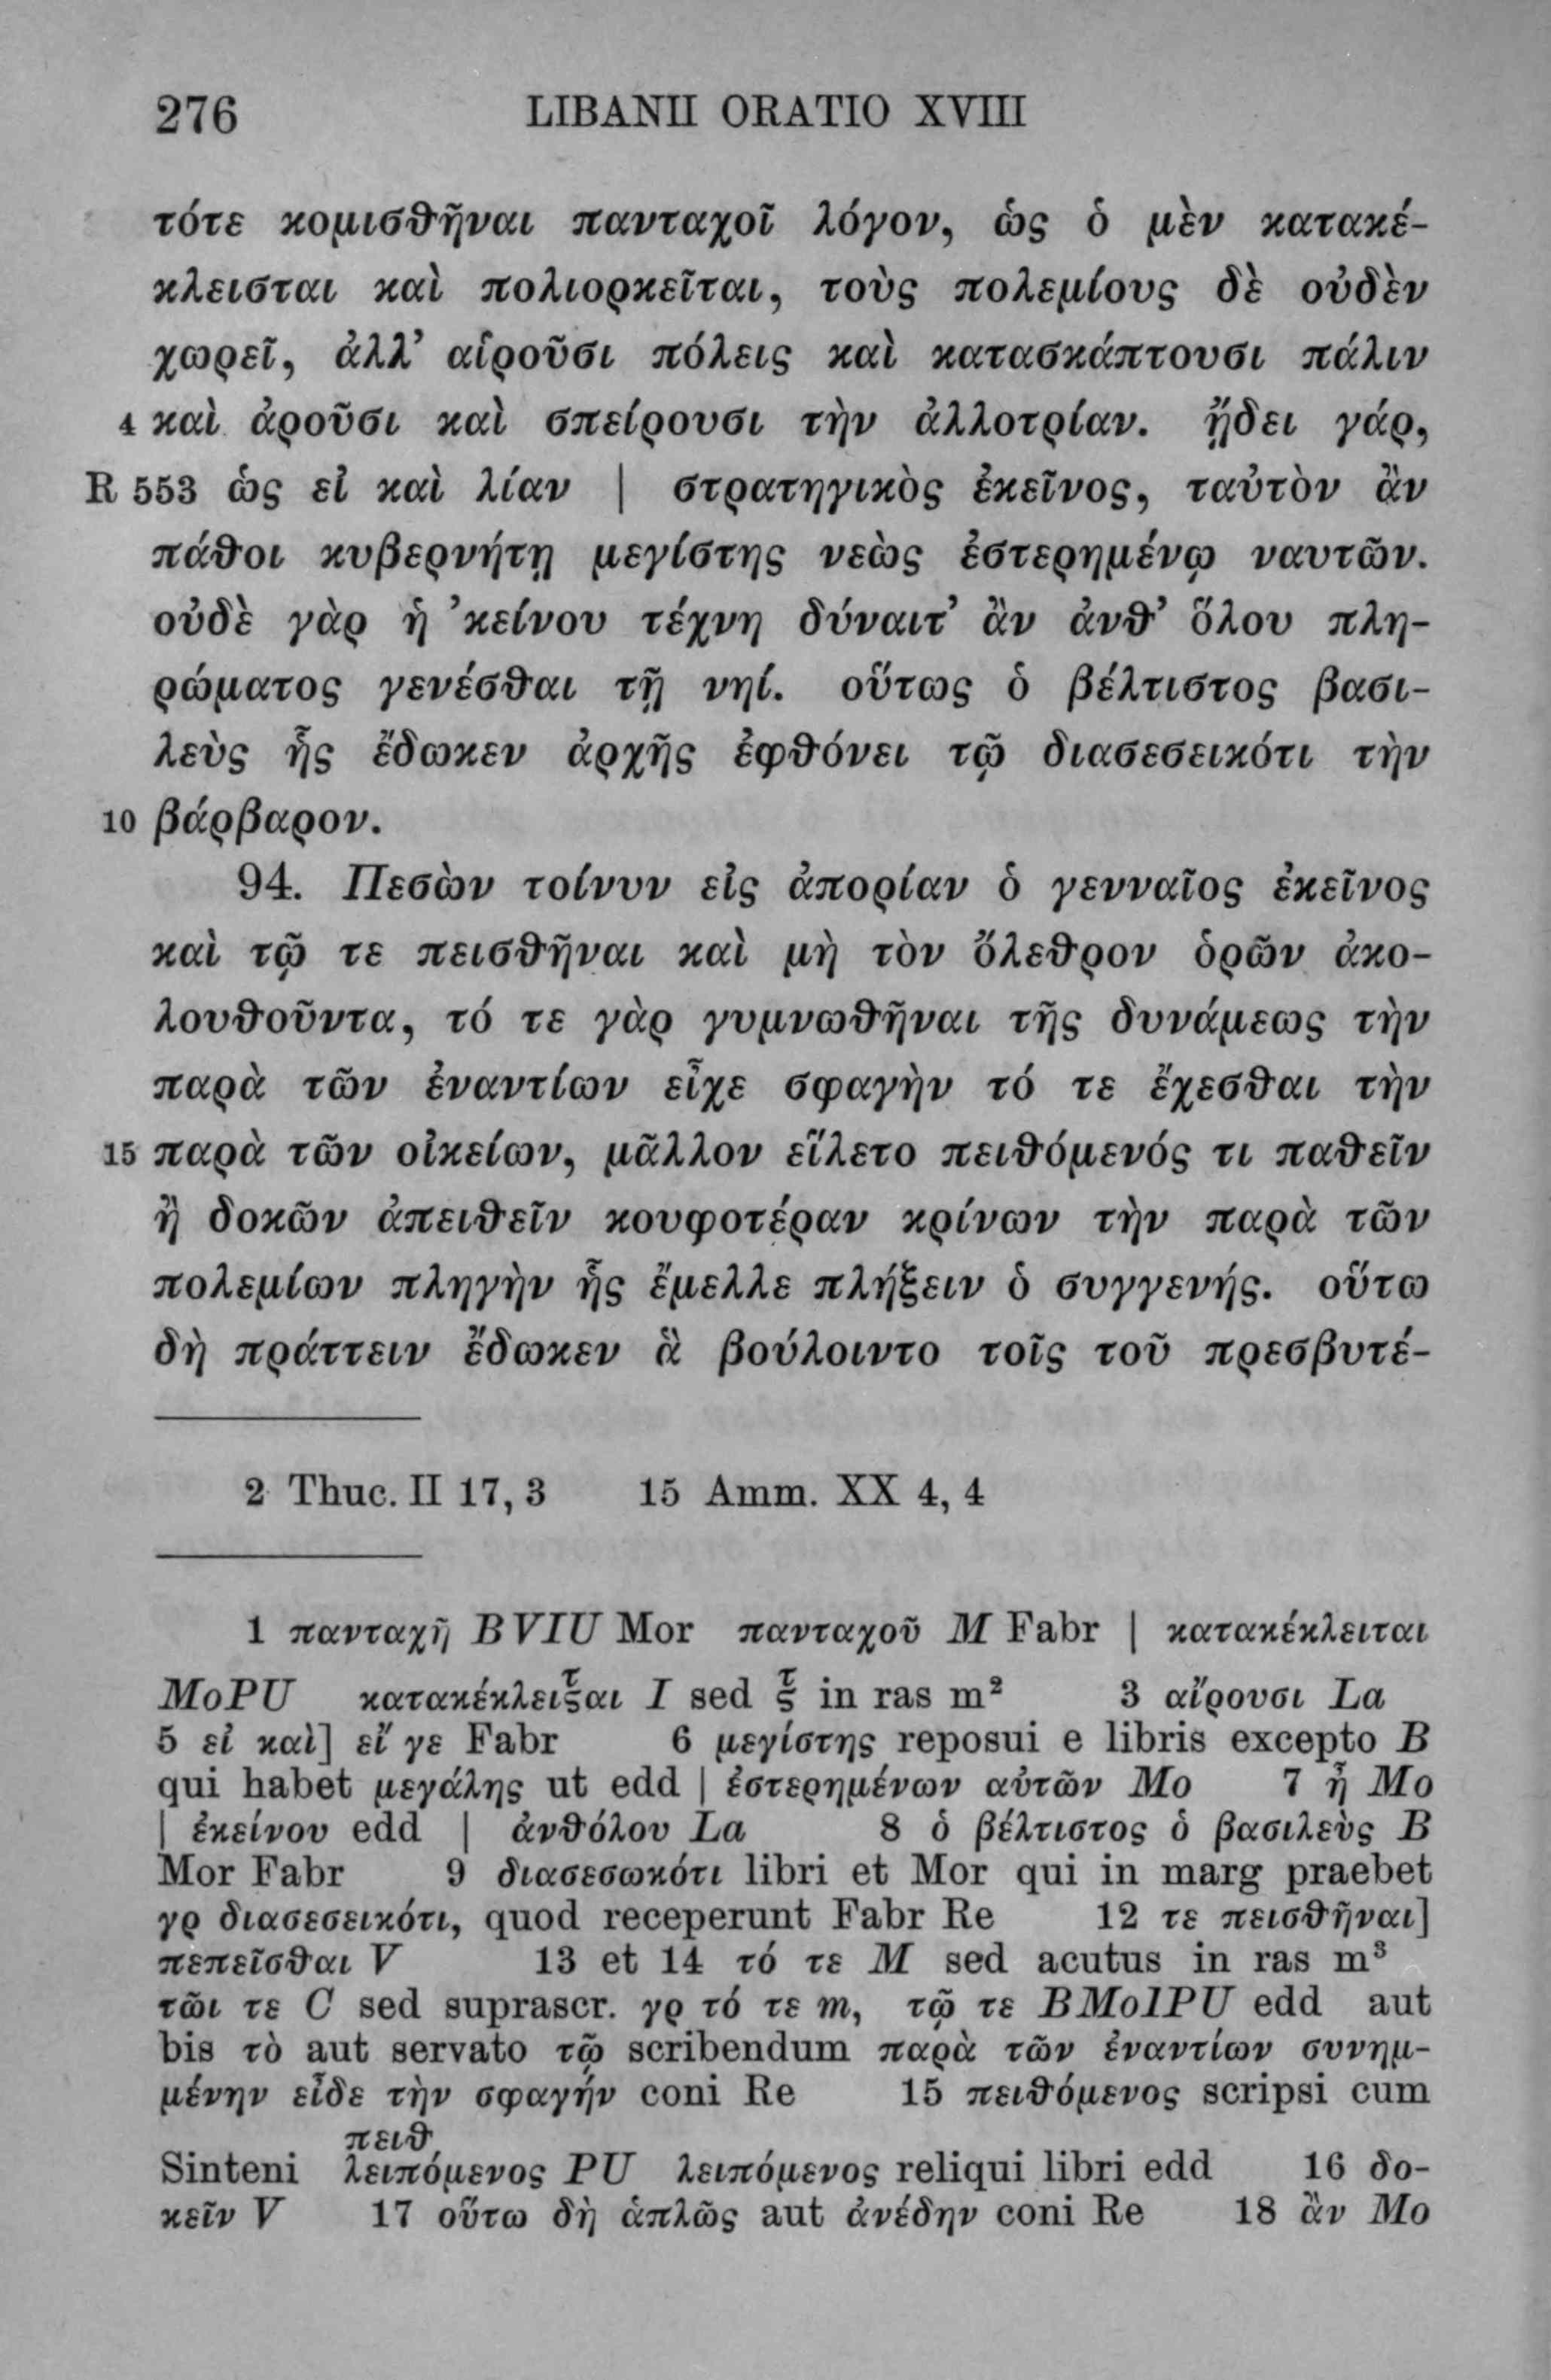 276 LIBANII ORATIO XVIII
τότε κομισθῆναι πανταχοῖ λόγον, ὡς ὁ μὲν κατακέ-
κλεισται καὶ πολιορκεῖται, τοὺς πολεμίους δὲ οὐδὲν
χωρεῖ, ἀλλ’ αἱροῦσι πόλεις καὶ κατασκάπτουσι πάλιν
4 καὶ ἀροῦσι καὶ σπείρουσι τὴν ἀλλοτρίαν. ᾔδει γάρ,
R 553 ὡς εἰ καὶ λίαν | στρατηγικὸς ἐκεῖνος, ταὐτὸν ἂν
πάθοι κυβερνήτῃ μεγίστης νεὼς ἐστερημένῳ ναυτῶν.
οὐδὲ γὰρ ἡ ’κείνου τέχνη δύναιτ’ ἂν ἀνθ’ ὅλου πλη-
ρώματος γενέσθαι τῇ νηί. οὕτως ὁ βέλτιστος βασι-
λεὺς ἧς ἔδωκεν ἀρχῆς ἐφθόνει τῷ διασεσεικότι τὴν
10 βάρβαρον.
94. Πεσὼν τοίνυν εἰς ἀπορίαν ὁ γενναῖος ἐκεῖνος
καὶ τῷ τε πεισθῆναι καὶ μὴ τὸν ὄλεθρον ὁρῶν ἀκο-
λουθοῦντα, τό τε γὰρ γυμνωθῆναι τῆς δυνάμεως τὴν
παρὰ τῶν ἐναντίων εἶχε σφαγὴν τό τε ἔχεσθαι τὴν
15 παρὰ τῶν οἰκείων, μᾶλλον εἵλετο πειθόμενός τι παθεῖν
ἢ δοκῶν ἀπειθεῖν κουφοτέραν κρίνων τὴν παρὰ τῶν
πολεμίων πληγὴν ἧς ἔμελλε πλήξειν ὁ συγγενής. οὕτω
δὴ πράττειν ἔδωκεν ἃ βούλοιντο τοῖς τοῦ πρεσβυτέ-
2 Thuc. II 17, 3 15 Amm. XX 4, 4
1 πανταχῆ BVIU Mor πανταχοῦ M Fabr | κατακέκλειται
MoPU κατακέκλειξ̄αι I sed ξ̄ in ras m² 3 αἴρουσι La
5 εἰ καὶ] εἴ γε Fabr 6 μεγίστης reposui e libris excepto B
qui habet μεγάλης ut edd | ἐστερημένων αὐτῶν Mo 7 ἦ Mo
| ἐκείνου edd | ἀνθόλου La 8 ὁ βέλτιστος ὁ βασιλεὺς B
Mor Fabr 9 διασεσωκότι libri et Mor qui in marg praebet
γρ διασεσεικότι, quod receperunt Fabr Re 12 τε πεισθῆναι]
πεπεῖσθαι V 13 et 14 τό τε M sed acutus in ras m³
τῶι τε C sed suprascr. γρ τό τε m, τῷ τε BMoIPU edd aut
bis τὸ aut servato τῷ scribendum παρὰ τῶν ἐναντίων συνημ-
μένην εἶδε τὴν σφαγήν coni Re 15 πειθόμενος scripsi cum
πειθ
Sinteni λειπόμενος PU λειπόμενος reliqui libri edd 16 δο-
κεῖν V 17 οὕτω δὴ ἁπλῶς aut ἀνέδην coni Re 18 ἂν Mo